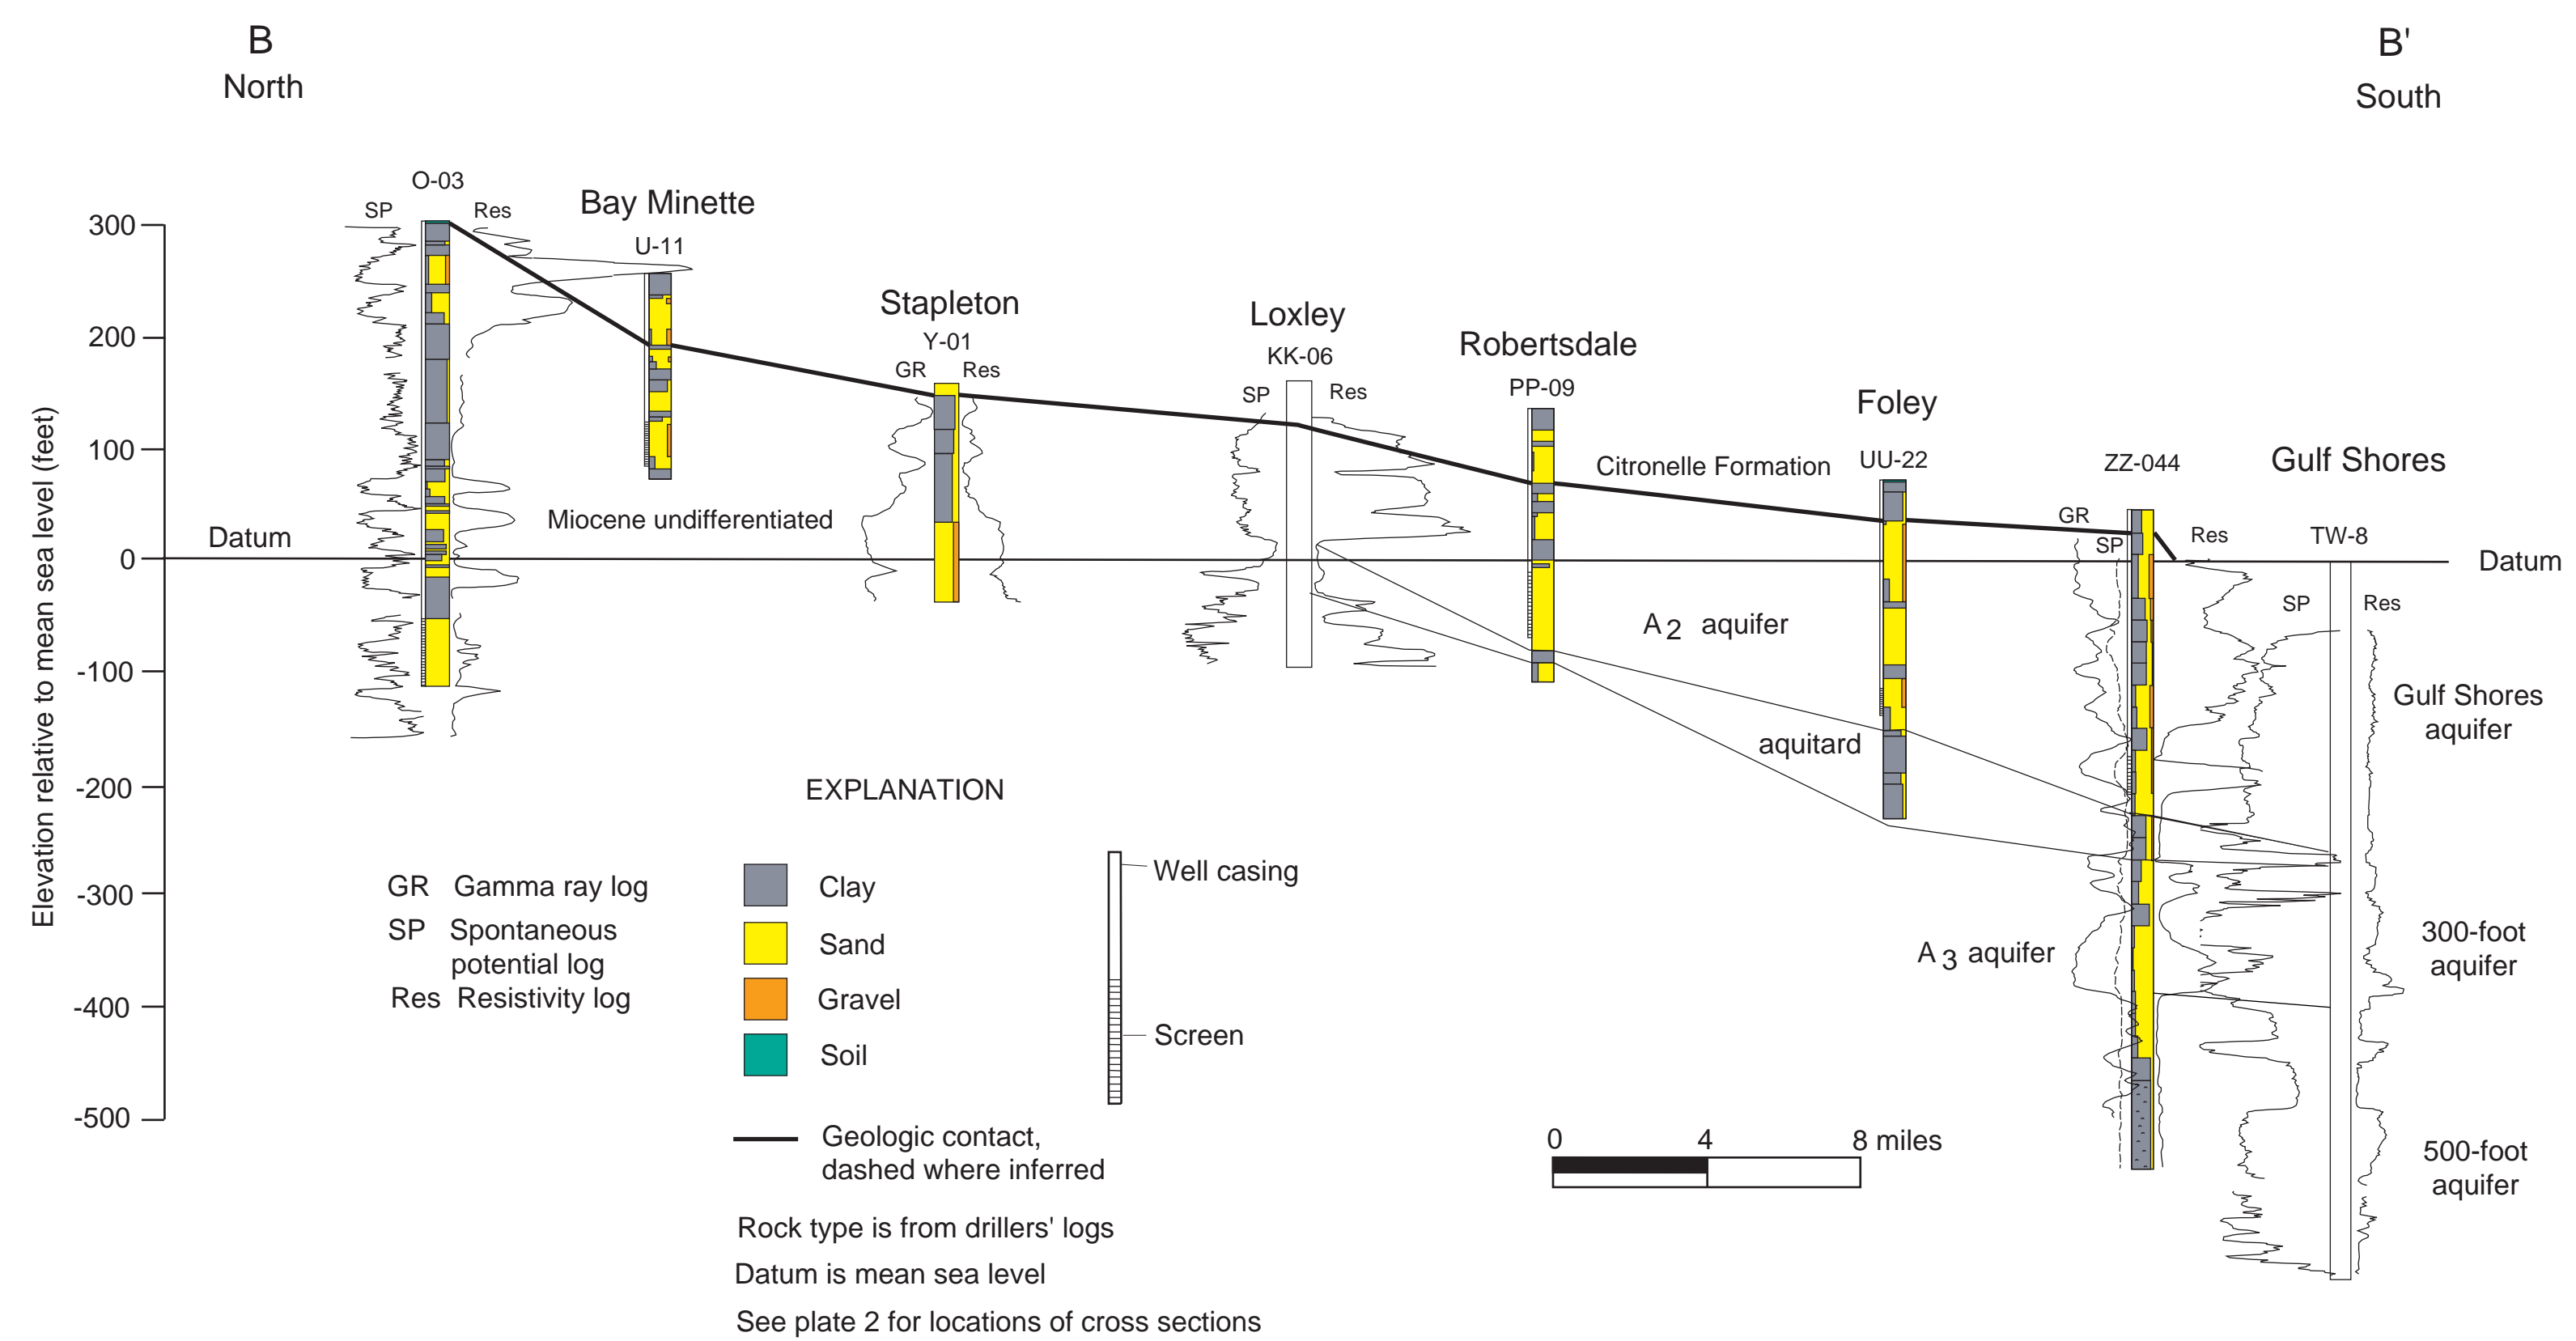 B
North
B'
South
O-03
SP
Res
Bay Minette
U-11
Stapleton
Y-01
GR
Res
Loxley
KK-06
SP
Res
Robertsdale
PP-09
Foley
UU-22
ZZ-044
Gulf Shores
GR
SP
Res
TW-8
SP
Res
Elevation relative to mean sea level (feet)
300
200
100
0
-100
-200
-300
-400
-500
Datum
Datum
Citronelle Formation
Miocene undifferentiated
A2 aquifer
aquitard
A3 aquifer
Gulf Shores
aquifer
300-foot
aquifer
500-foot
aquifer
EXPLANATION
GR Gamma ray log
SP Spontaneous
potential log
Res Resistivity log
Clay
Sand
Gravel
Soil
Well casing
Screen
Geologic contact,
dashed where inferred
0 4 8 miles
Rock type is from drillers' logs
Datum is mean sea level
See plate 2 for locations of cross sections